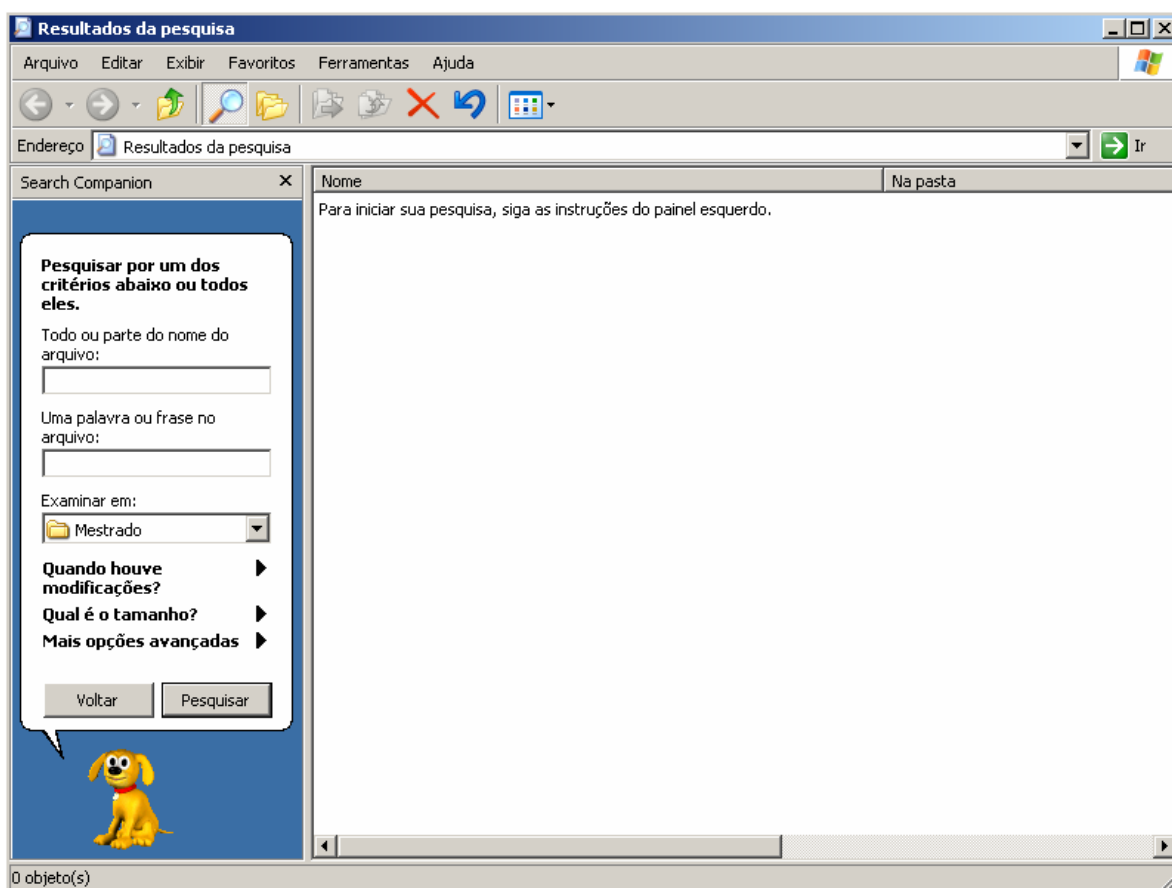 Resultados da pesquisa
Arquivo Editar Exibir Favoritos Ferramentas Ajuda
Endereço Resultados da pesquisa Ir
Search Companion
Nome Na pasta
Para iniciar sua pesquisa, siga as instruções do painel esquerdo.
Pesquisar por um dos
critérios abaixo ou todos
eles.
Todo ou parte do nome do
arquivo:
Uma palavra ou frase no
arquivo:
Examinar em:
Mestrado
Quando houve
modificações?
Qual é o tamanho?
Mais opções avançadas
Voltar Pesquisar
0 objeto(s)